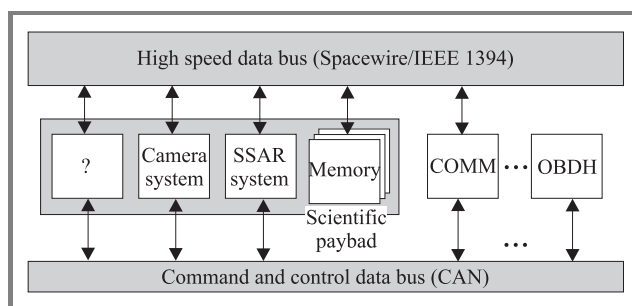 High speed data bus (Spacewire/IEEE 1394)
?
Camera
system
SSAR
system
Memory
COMM
...
OBDH
Scientific
paybad
...
Command and control data bus (CAN)